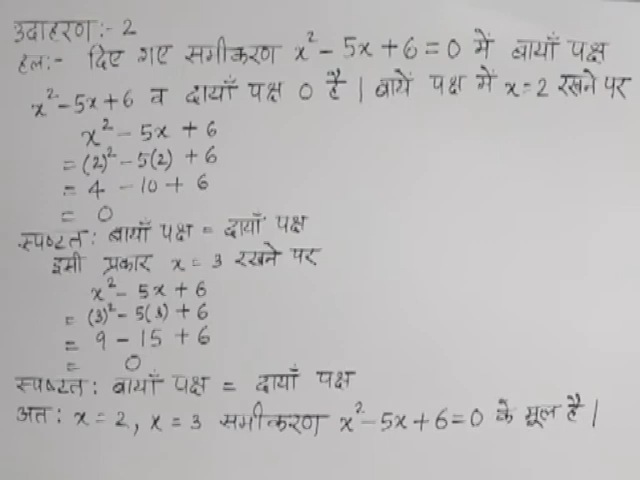 उदाहरण:- 2
हल:- दिए गए समीकरण x² - 5x + 6 = 0 में बायाँ पक्ष
x² - 5x + 6 व दायाँ पक्ष 0 है | बायें पक्ष में x = 2 रखने पर
x² - 5x + 6
= (2)² - 5(2) + 6
= 4 - 10 + 6
= 0
स्पष्टत: बायाँ पक्ष = दायाँ पक्ष
इसी प्रकार x = 3 रखने पर
x² - 5x + 6
= (3)² - 5(3) + 6
= 9 - 15 + 6
= 0
स्पष्टत: बायाँ पक्ष = दायाँ पक्ष
अत: x = 2, x = 3 समीकरण x² - 5x + 6 = 0 के मूल है |